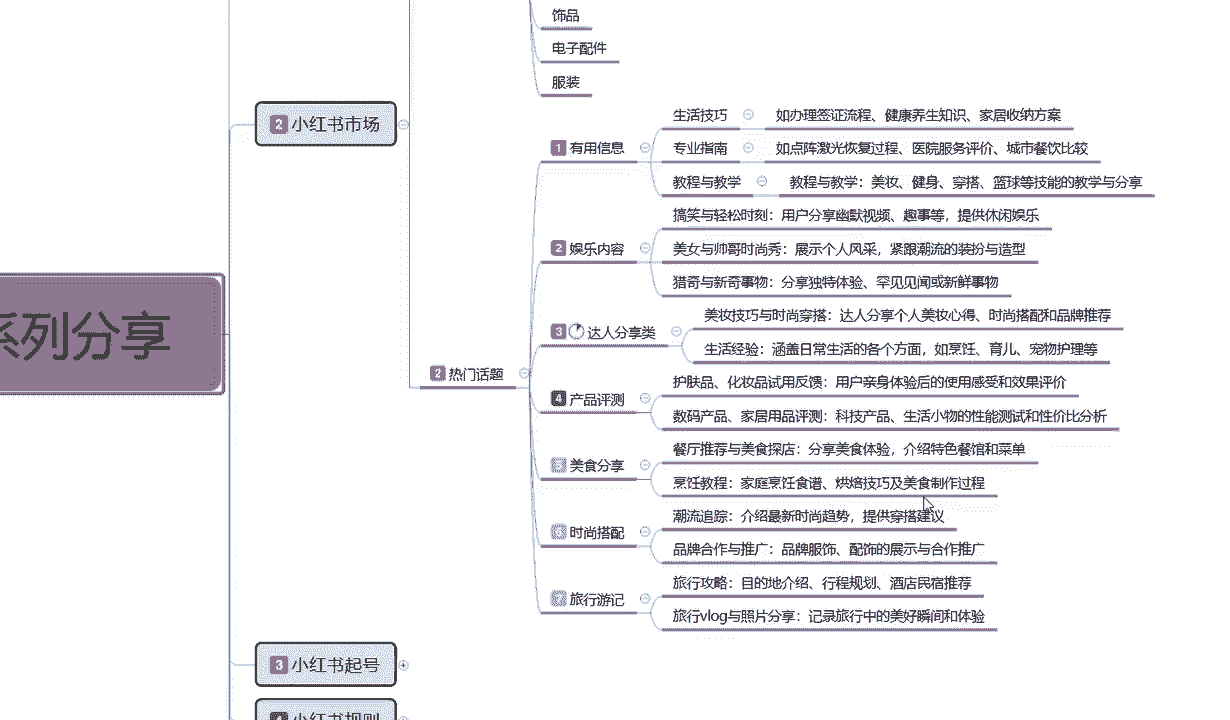 饰品
电子配件
服装
2 小红书市场
1 有用信息
生活技巧
如办理签证流程、健康养生知识、家居收纳方案
专业指南
如点阵激光恢复过程、医院服务评价、城市餐饮比较
教程与教学
教程与教学：美妆、健身、穿搭、篮球等技能的教学与分享
2 娱乐内容
搞笑与轻松时刻：用户分享幽默视频、趣事等，提供休闲娱乐
美女与帅哥时尚秀：展示个人风采，紧跟潮流的装扮与造型
猎奇与新奇事物：分享独特体验、罕见见闻或新鲜事物
系列分享
3 达人分享类
美妆技巧与时尚穿搭：达人分享个人美妆心得、时尚搭配和品牌推荐
生活经验：涵盖日常生活的各个方面，如烹饪、育儿、宠物护理等
2 热门话题
4 产品评测
护肤品、化妆品试用反馈：用户亲身体验后的使用感受和效果评价
数码产品、家居用品评测：科技产品、生活小物的性能测试和性价比分析
美食分享
餐厅推荐与美食探店：分享美食体验，介绍特色餐馆和菜单
烹饪教程：家庭烹饪食谱、烘焙技巧及美食制作过程
时尚搭配
潮流追踪：介绍最新时尚趋势，提供穿搭建议
品牌合作与推广：品牌服饰、配饰的展示与合作推广
旅行游记
旅行攻略：目的地介绍、行程规划、酒店民宿推荐
旅行vlog与照片分享：记录旅行中的美好瞬间和体验
3 小红书起号
4 小红书规则